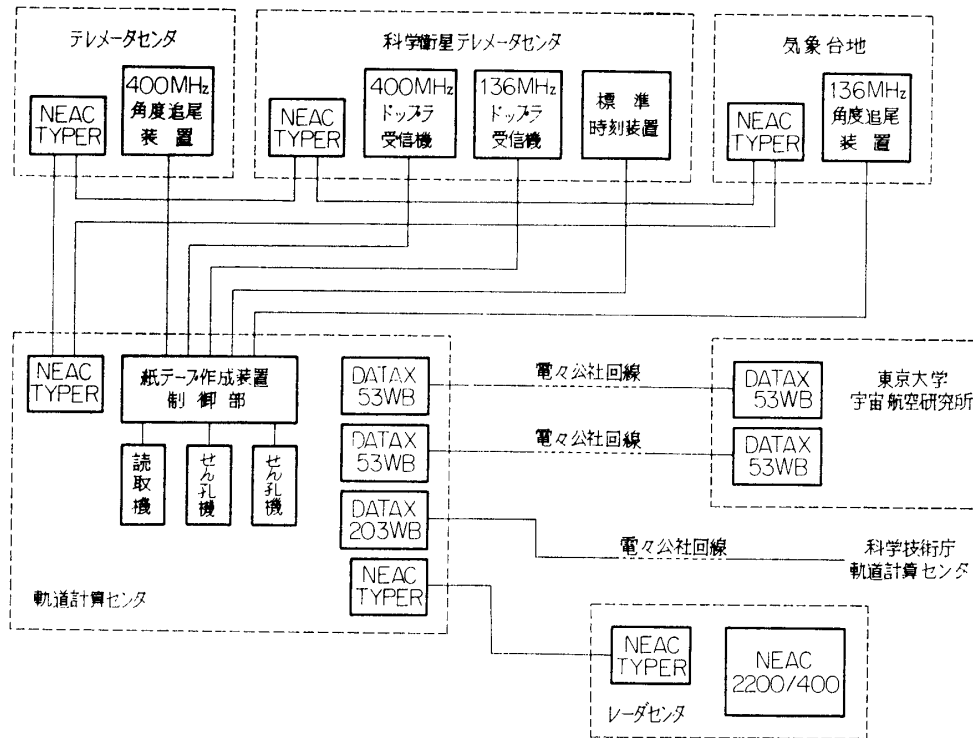 テレメータセンタ
NEAC
TYPER
400MHz
角度追尾
装置
科学衛星テレメータセンタ
NEAC
TYPER
400MHz
ドップラ
受信機
136MHz
ドップラ
受信機
標準
時刻装置
気象台地
NEAC
TYPER
136MHz
角度追尾
装置
NEAC
TYPER
紙テープ作成装置
制御部
読取機
せん孔機
せん孔機
軌道計算センタ
DATAX
53WB
DATAX
53WB
DATAX
203WB
NEAC
TYPER
電々公社回線
電々公社回線
電々公社回線
DATAX
53WB
DATAX
53WB
東京大学
宇宙航空研究所
科学技術庁
軌道計算センタ
NEAC
TYPER
NEAC
2200/400
レーダセンタ